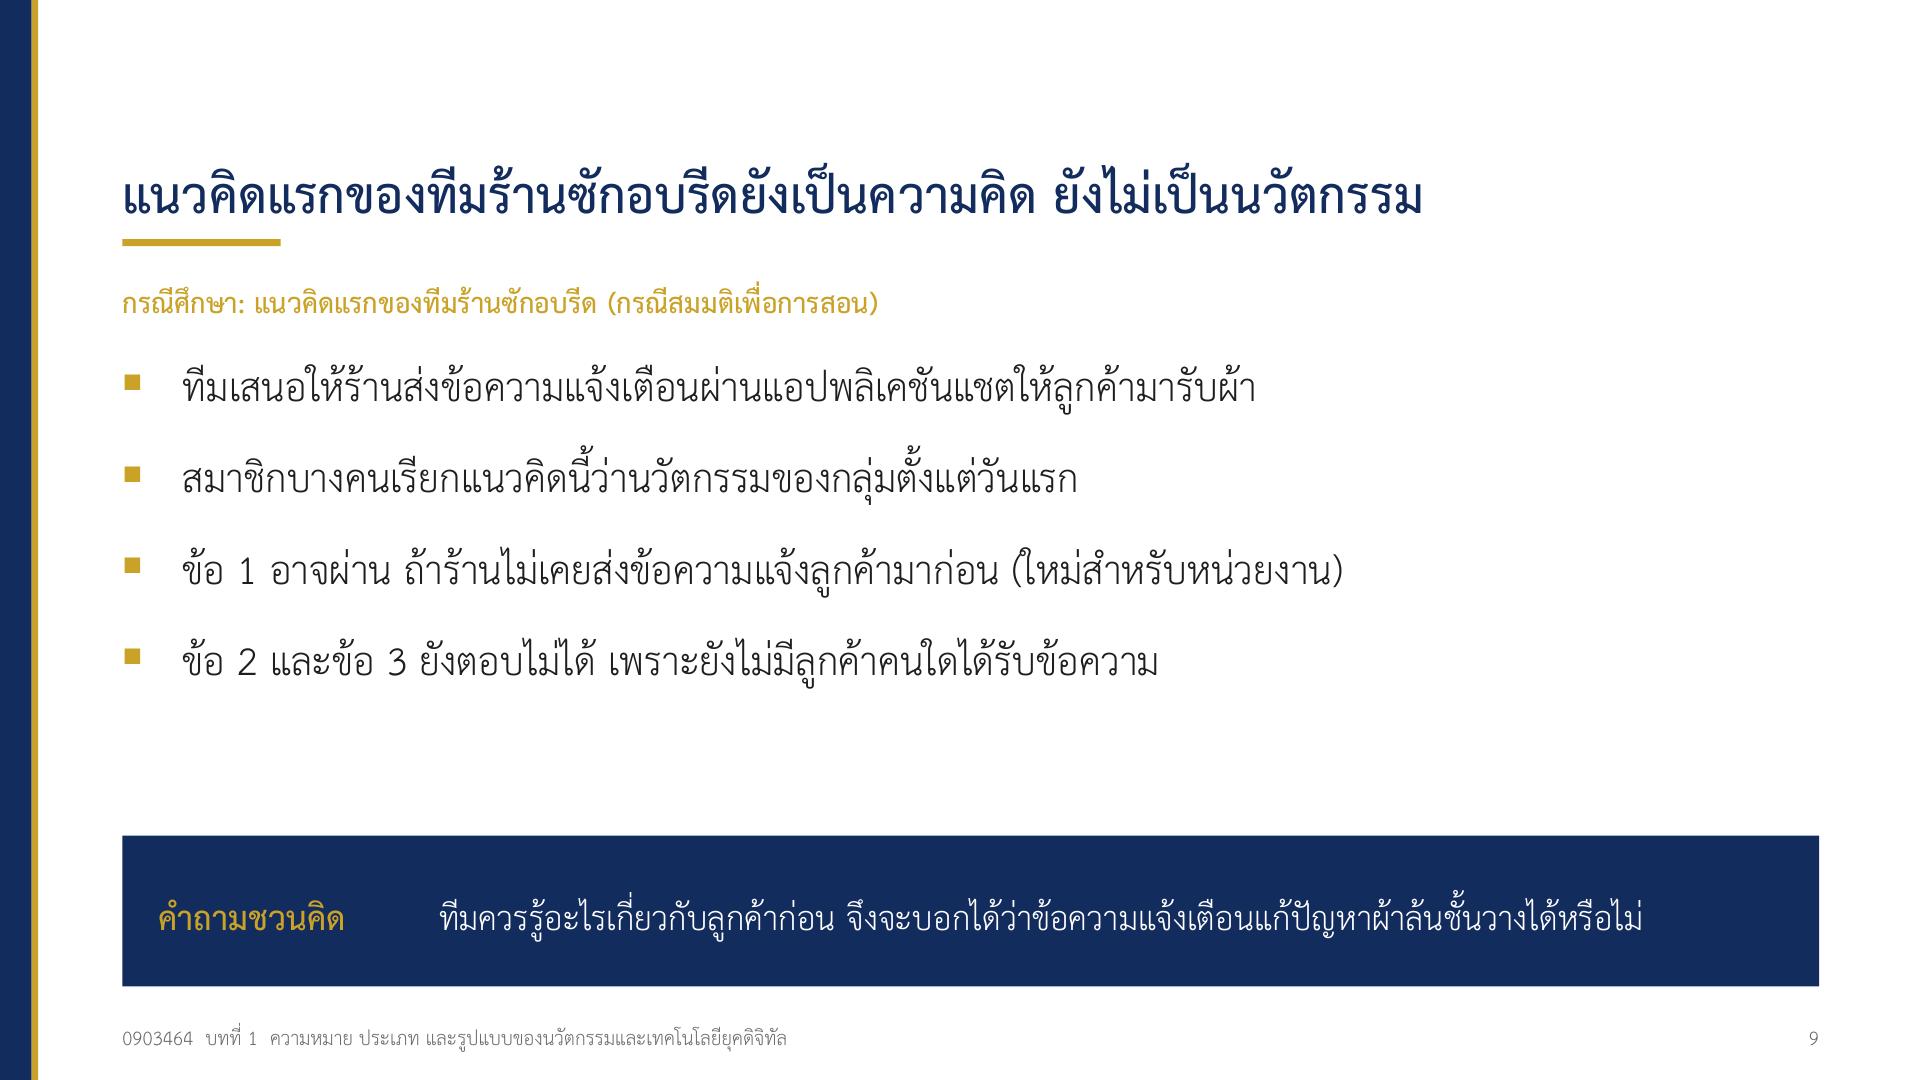 แนวคิดแรกของทีมร้านซักอบรีดยังเป็นความคิด ยังไม่เป็นนวัตกรรม
กรณีศึกษา: แนวคิดแรกของทีมร้านซักอบรีด (กรณีสมมติเพื่อการสอน)
▪ ทีมเสนอให้ร้านส่งข้อความแจ้งเตือนผ่านแอปพลิเคชันแชตให้ลูกค้ามารับผ้า
▪ สมาชิกบางคนเรียกแนวคิดนี้ว่านวัตกรรมของกลุ่มตั้งแต่วันแรก
▪ ข้อ 1 อาจผ่าน ถ้าร้านไม่เคยส่งข้อความแจ้งลูกค้ามาก่อน (ใหม่สำหรับหน่วยงาน)
▪ ข้อ 2 และข้อ 3 ยังตอบไม่ได้ เพราะยังไม่มีลูกค้าคนใดได้รับข้อความ
คำถามชวนคิด ทีมควรรู้อะไรเกี่ยวกับลูกค้าก่อน จึงจะบอกได้ว่าข้อความแจ้งเตือนแก้ปัญหาผ้าล้นชั้นวางได้หรือไม่
0903464 บทที่ 1 ความหมาย ประเภท และรูปแบบของนวัตกรรมและเทคโนโลยียุคดิจิทัล 9